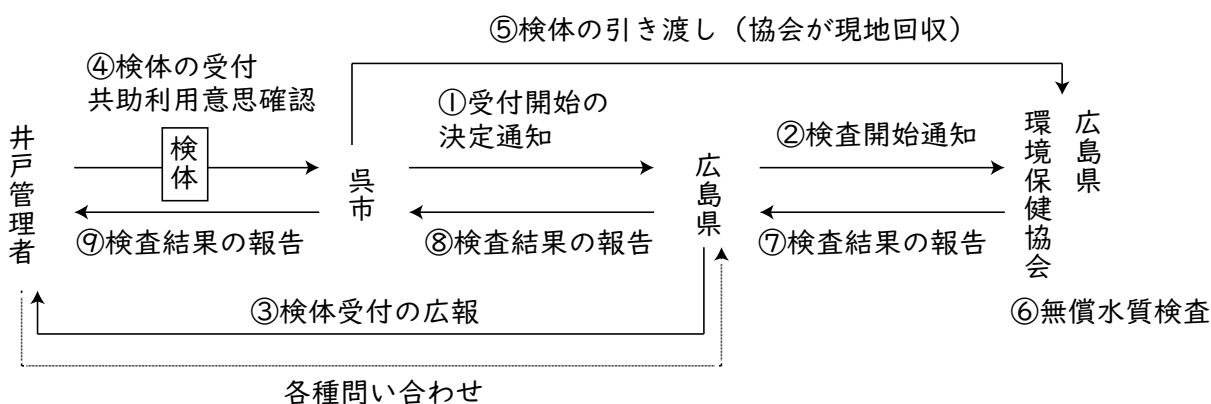 ⑤検体の引き渡し（協会が現地回収）
④検体の受付
共助利用意思確認
①受付開始の
決定通知
②検査開始通知
井戸管理者
検体
呉市
広島県
広島県
環境保健協会
⑨検査結果の報告
⑧検査結果の報告
⑦検査結果の報告
③検体受付の広報
⑥無償水質検査
各種問い合わせ